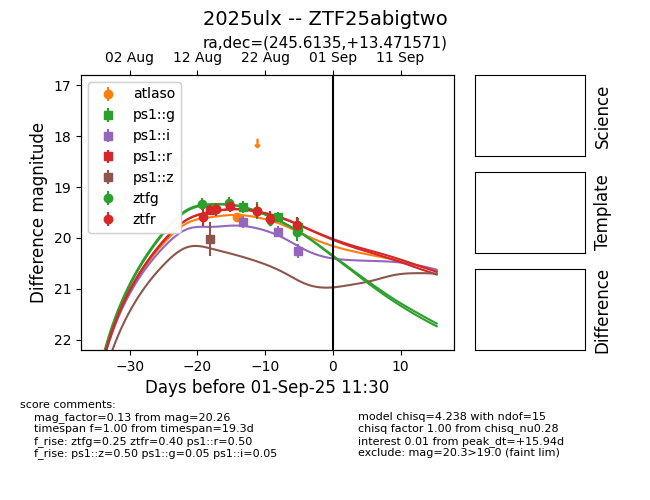 2025ulx -- ZTF25abigtwo
ra,dec=(245.6135,+13.471571)
02 Aug 12 Aug 22 Aug 01 Sep 11 Sep
17
18
19
20
21
22
Difference magnitude
atlaso
ps1::g
ps1::i
ps1::r
ps1::z
ztfg
ztfr
−30 −20 −10 0 10
Days before 01-Sep-25 11:30
Science
Template
Difference
score comments:
mag_factor=0.13 from mag=20.26
timespan f=1.00 from timespan=19.3d
f_rise: ztfg=0.25 ztfr=0.40 ps1::r=0.50
f_rise: ps1::z=0.50 ps1::g=0.05 ps1::i=0.05
model chisq=4.238 with ndof=15
chisq factor 1.00 from chisq_nu0.28
interest 0.01 from peak_dt=+15.94d
exclude: mag=20.3>19.0 (faint lim)